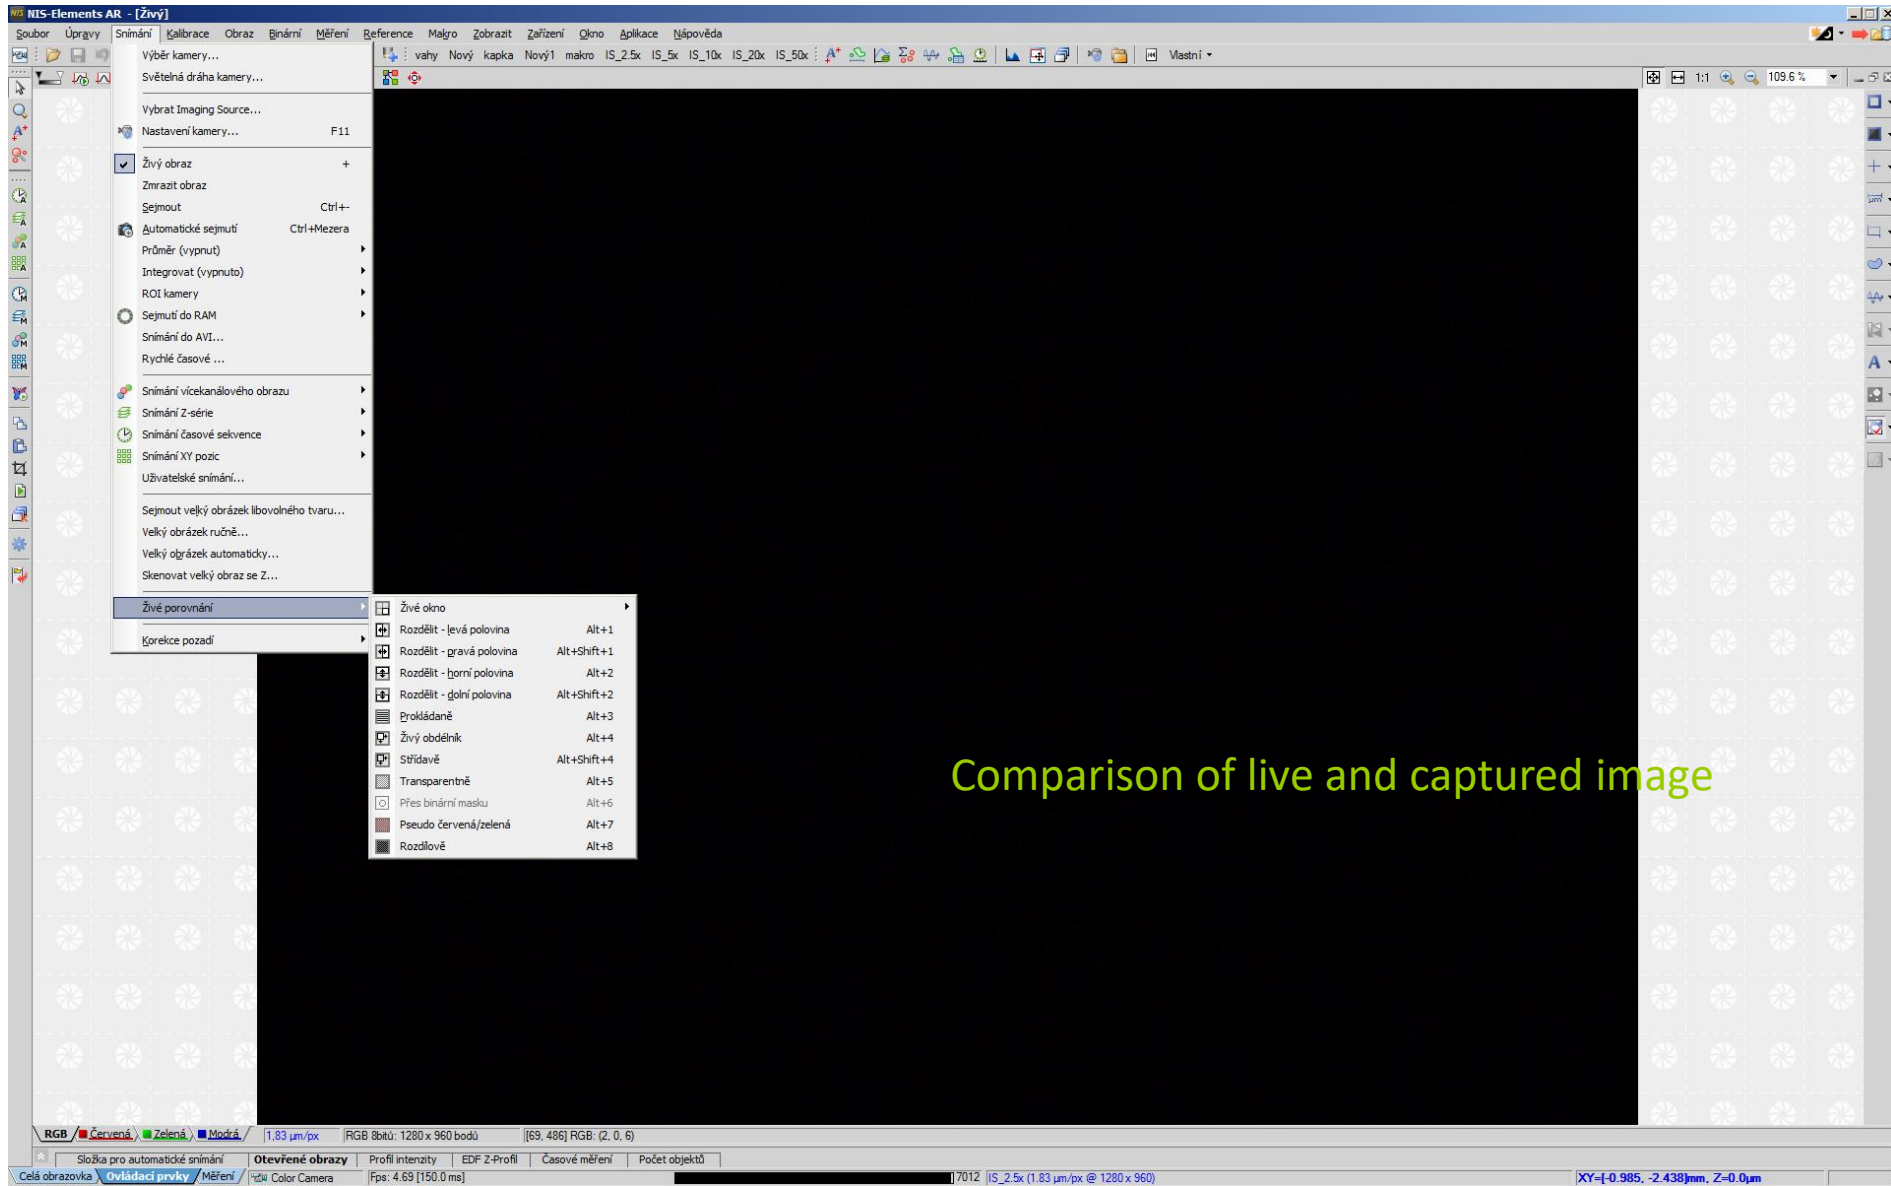 NIS-Elements AR - [Živý]
Soubor Úpravy Snímání Kalibrace Obraz Binární Měření Reference Makro Zobrazit Zařízení Okno Aplikace Nápověda
vahy Nový kapka Nový1 makro IS_2.5x IS_5x IS_10x IS_20x IS_50x Vlastní
1:1 109.6 %
Výběr kamery...
Světelná dráha kamery...
Vybrat Imaging Source...
Nastavení kamery... F11
Živý obraz +
Zmrazit obraz
Sejmout Ctrl+-
Automatické sejmutí Ctrl+Mezera
Průměr (vypnut)
Integrovat (vypnuto)
ROI kamery
Sejmutí do RAM
Snímání do AVI...
Rychlé časové ...
Snímání vícekanálového obrazu
Snímání Z-série
Snímání časové sekvence
Snímání XY pozic
Uživatelské snímání...
Sejmout velký obrázek libovolného tvaru...
Velký obrázek ručně...
Velký obrázek automaticky...
Skenovat velký obraz se Z...
Živé porovnání
Korekce pozadí
Živé okno
Rozdělit - levá polovina Alt+1
Rozdělit - pravá polovina Alt+Shift+1
Rozdělit - horní polovina Alt+2
Rozdělit - dolní polovina Alt+Shift+2
Prokládaně Alt+3
Živý obdélník Alt+4
Střídavě Alt+Shift+4
Transparentně Alt+5
Přes binární masku Alt+6
Pseudo červená/zelená Alt+7
Rozdílově Alt+8
Comparison of live and captured image
RGB Červená Zelená Modrá 1,83 µm/px RGB 8bitů: 1280 x 960 bodů [69, 486] RGB: (2, 0, 6)
Složka pro automatické snímání Otevřené obrazy Profil intenzity EDF Z-Profil Časové měření Počet objektů
Celá obrazovka Ovládací prvky Měření Color Camera Fps: 4.69 [150.0 ms] 7012 IS_2.5x (1.83 µm/px @ 1280 x 960) XY=[-0.985, -2.438]mm, Z=0.0µm